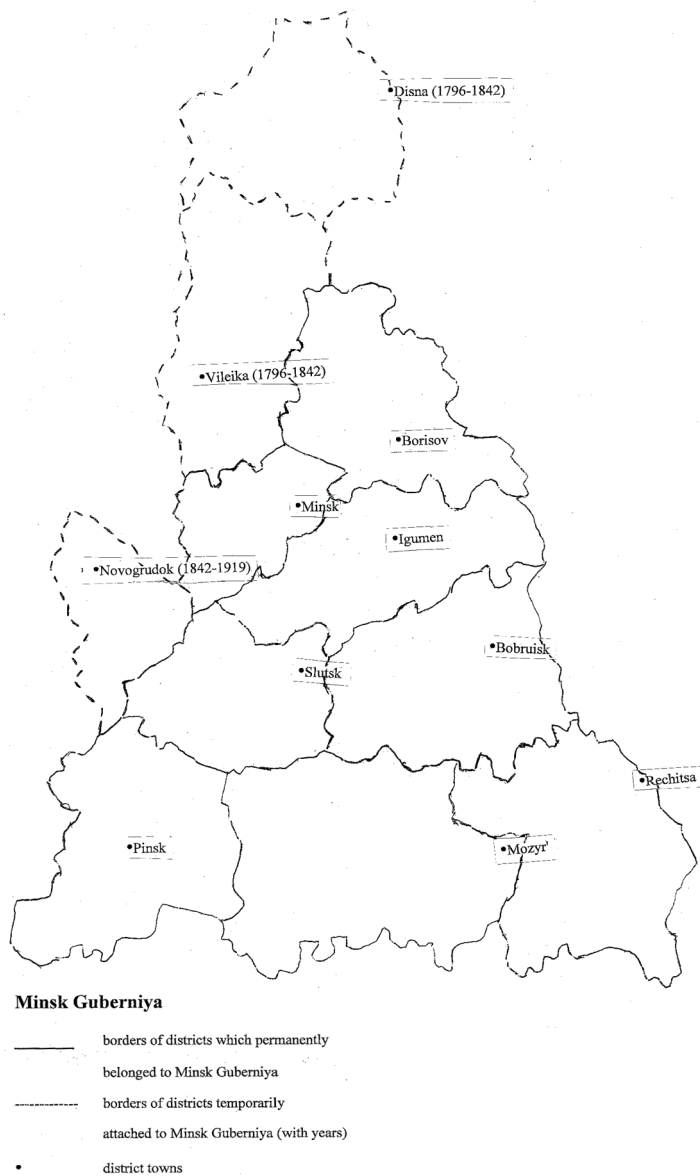 Disna (1796-1842)
Vileika (1796-1842)
Borisov
Minsk
Igumen
Novogrudok (1842-1919)
Bobruisk
Slutsk
Rechitsa
Pinsk
Mozyr'
Minsk Guberniya
borders of districts which permanently
belonged to Minsk Guberniya
borders of districts temporarily
attached to Minsk Guberniya (with years)
district towns